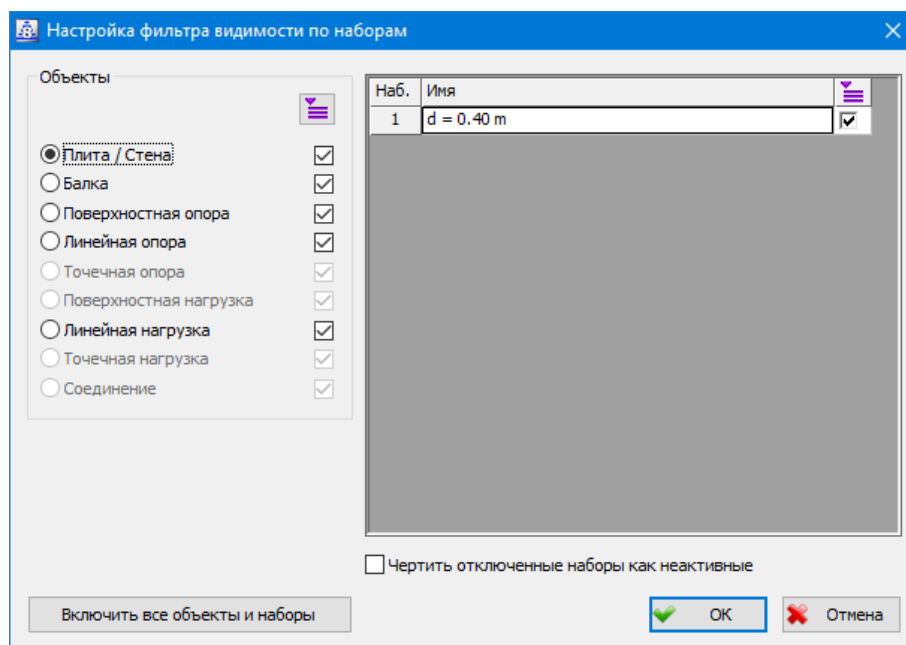 Настройка фильтра видимости по наборам
Объекты
Плита / Стена
Балка
Поверхностная опора
Линейная опора
Точечная опора
Поверхностная нагрузка
Линейная нагрузка
Точечная нагрузка
Соединение
Наб. Имя
1 d = 0.40 m
Чертить отключенные наборы как неактивные
Включить все объекты и наборы
OK
Отмена